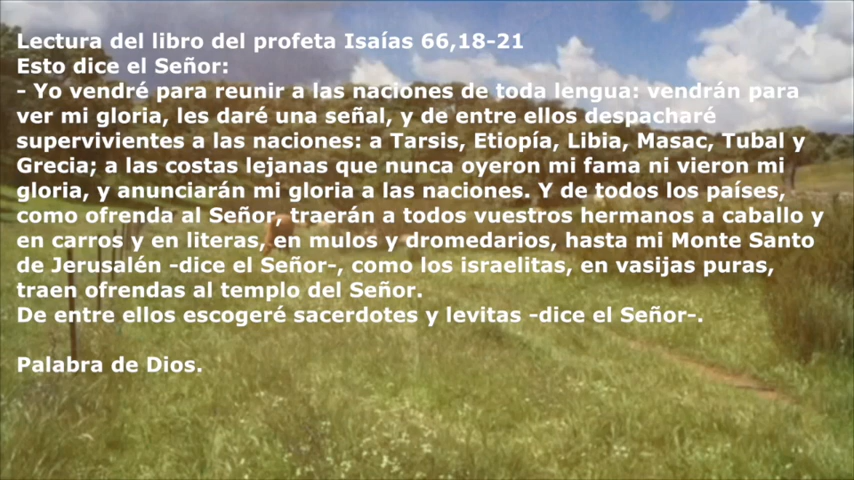 Lectura del libro del profeta Isaías 66,18-21
Esto dice el Señor:
- Yo vendré para reunir a las naciones de toda lengua: vendrán para
ver mi gloria, les daré una señal, y de entre ellos despacharé
supervivientes a las naciones: a Tarsis, Etiopía, Libia, Masac, Tubal y
Grecia; a las costas lejanas que nunca oyeron mi fama ni vieron mi
gloria, y anunciarán mi gloria a las naciones. Y de todos los países,
como ofrenda al Señor, traerán a todos vuestros hermanos a caballo y
en carros y en literas, en mulos y dromedarios, hasta mi Monte Santo
de Jerusalén -dice el Señor-, como los israelitas, en vasijas puras,
traen ofrendas al templo del Señor.
De entre ellos escogeré sacerdotes y levitas -dice el Señor-.
Palabra de Dios.